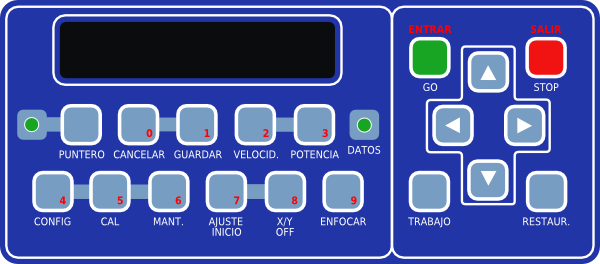 ENTRAR SALIR
GO STOP
0 1 2 3
PUNTERO CANCELAR GUARDAR VELOCID. POTENCIA DATOS
4 5 6 7 8 9
CONFIG CAL MANT. AJUSTE INICIO X/Y OFF ENFOCAR
TRABAJO RESTAUR.